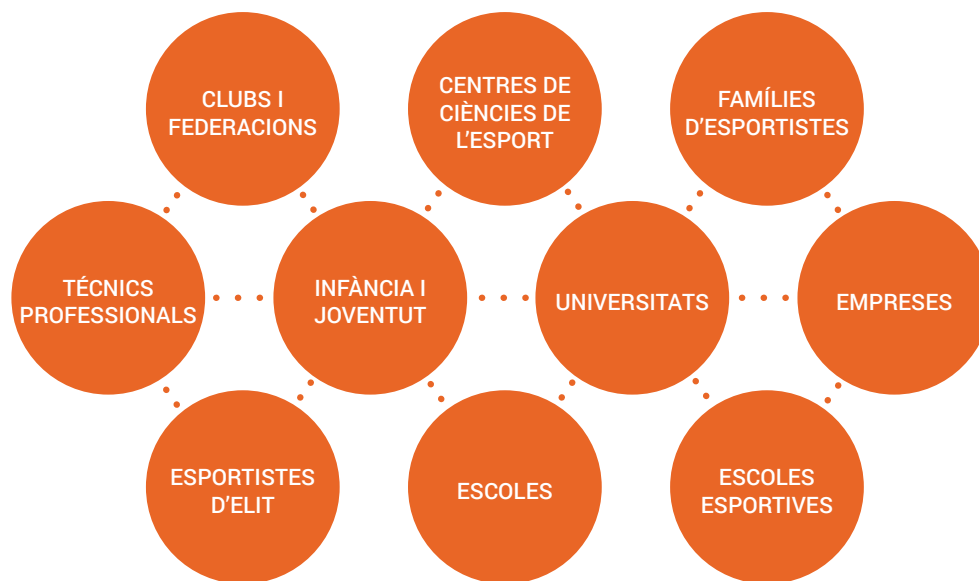 CLUBS I
FEDERACIONS
CENTRES DE
CIÈNCIES DE
L'ESPORT
FAMÍLIES
D'ESPORTISTES
TÉCNICS
PROFESSIONALS
INFÀNCIA I
JOVENTUT
UNIVERSITATS
EMPRESES
ESPORTISTES
D'ELIT
ESCOLES
ESCOLES
ESPORTIVES